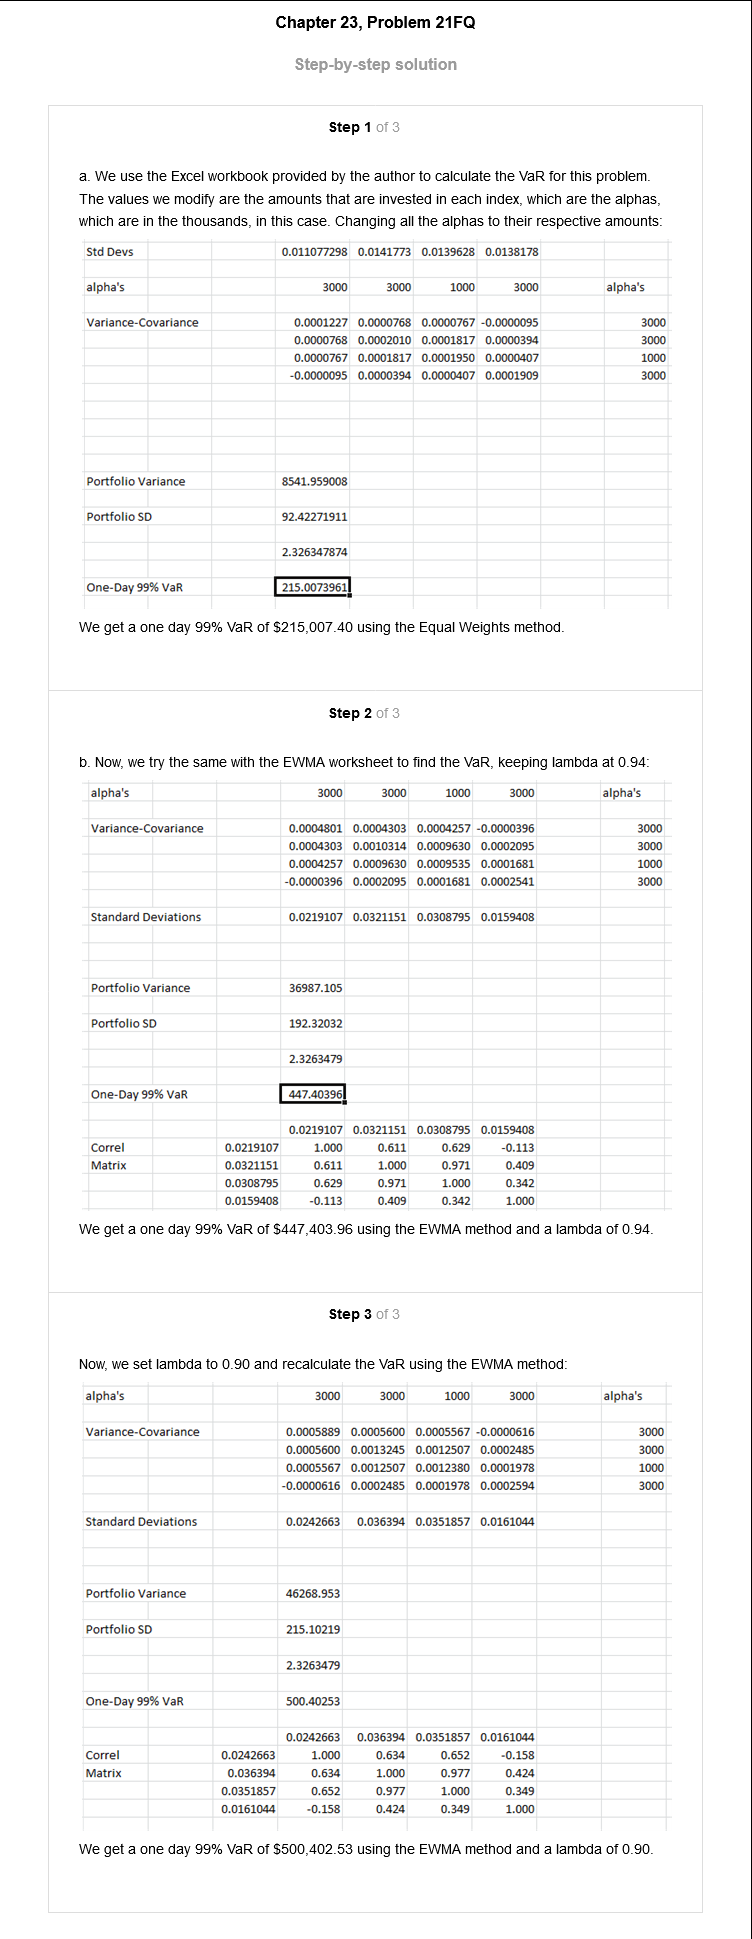 Chapter 23, Problem 21FQ
Step-by-step solution
Step 1 of 3
a. We use the Excel workbook provided by the author to calculate the VaR for this problem.
The values we modify are the amounts that are invested in each index, which are the alphas,
which are in the thousands, in this case. Changing all the alphas to their respective amounts:
Std Devs 0.011077298 0.0141773 0.0139628 0.0138178
alpha's 3000 3000 1000 3000 alpha's
Variance-Covariance 0.0001227 0.0000768 0.0000767 -0.0000095 3000
0.0000768 0.0002010 0.0001817 0.0000394 3000
0.0000767 0.0001817 0.0001950 0.0000407 1000
-0.0000095 0.0000394 0.0000407 0.0001909 3000
Portfolio Variance 8541.959008
Portfolio SD 92.42271911
2.326347874
One-Day 99% VaR 215.0073961
We get a one day 99% VaR of $215,007.40 using the Equal Weights method.
Step 2 of 3
b. Now, we try the same with the EWMA worksheet to find the VaR, keeping lambda at 0.94:
alpha's 3000 3000 1000 3000 alpha's
Variance-Covariance 0.0004801 0.0004303 0.0004257 -0.0000396 3000
0.0004303 0.0010314 0.0009630 0.0002095 3000
0.0004257 0.0009630 0.0009535 0.0001681 1000
-0.0000396 0.0002095 0.0001681 0.0002541 3000
Standard Deviations 0.0219107 0.0321151 0.0308795 0.0159408
Portfolio Variance 36987.105
Portfolio SD 192.32032
2.3263479
One-Day 99% VaR 447.40396
0.0219107 0.0321151 0.0308795 0.0159408
Correl 0.0219107 1.000 0.611 0.629 -0.113
Matrix 0.0321151 0.611 1.000 0.971 0.409
0.0308795 0.629 0.971 1.000 0.342
0.0159408 -0.113 0.409 0.342 1.000
We get a one day 99% VaR of $447,403.96 using the EWMA method and a lambda of 0.94.
Step 3 of 3
Now, we set lambda to 0.90 and recalculate the VaR using the EWMA method:
alpha's 3000 3000 1000 3000 alpha's
Variance-Covariance 0.0005889 0.0005600 0.0005567 -0.0000616 3000
0.0005600 0.0013245 0.0012507 0.0002485 3000
0.0005567 0.0012507 0.0012380 0.0001978 1000
-0.0000616 0.0002485 0.0001978 0.0002594 3000
Standard Deviations 0.0242663 0.036394 0.0351857 0.0161044
Portfolio Variance 46268.953
Portfolio SD 215.10219
2.3263479
One-Day 99% VaR 500.40253
0.0242663 0.036394 0.0351857 0.0161044
Correl 0.0242663 1.000 0.634 0.652 -0.158
Matrix 0.036394 0.634 1.000 0.977 0.424
0.0351857 0.652 0.977 1.000 0.349
0.0161044 -0.158 0.424 0.349 1.000
We get a one day 99% VaR of $500,402.53 using the EWMA method and a lambda of 0.90.